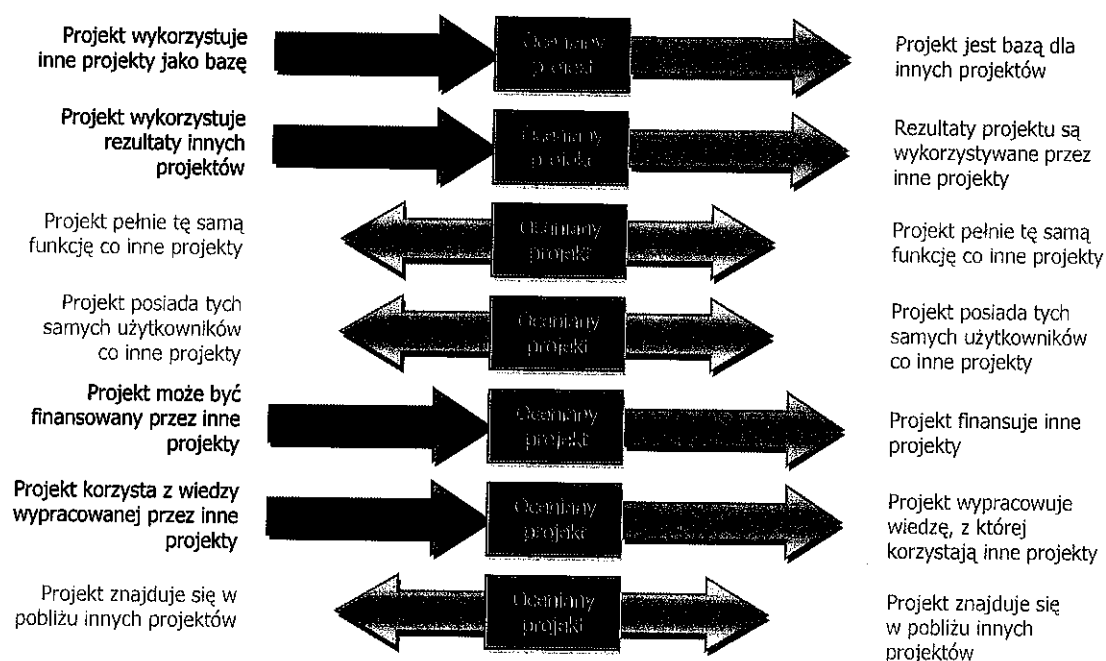 Projekt wykorzystuje
inne projekty jako bazę
Oceniany
projekt
Projekt jest bazą dla
innych projektów
Projekt wykorzystuje
rezultaty innych
projektów
Oceniany
projekt
Rezultaty projektu są
wykorzystywane przez
inne projekty
Projekt pełnie tę samą
funkcję co inne projekty
Oceniany
projekt
Projekt pełnie tę samą
funkcję co inne projekty
Projekt posiada tych
samych użytkowników
co inne projekty
Oceniany
projekt
Projekt posiada tych
samych użytkowników
co inne projekty
Projekt może być
finansowany przez inne
projekty
Oceniany
projekt
Projekt finansuje inne
projekty
Projekt korzysta z wiedzy
wypracowanej przez inne
projekty
Oceniany
projekt
Projekt wypracowuje
wiedzę, z której
korzystają inne projekty
Projekt znajduje się w
pobliżu innych projektów
Oceniany
projekt
Projekt znajduje się
w pobliżu innych
projektów